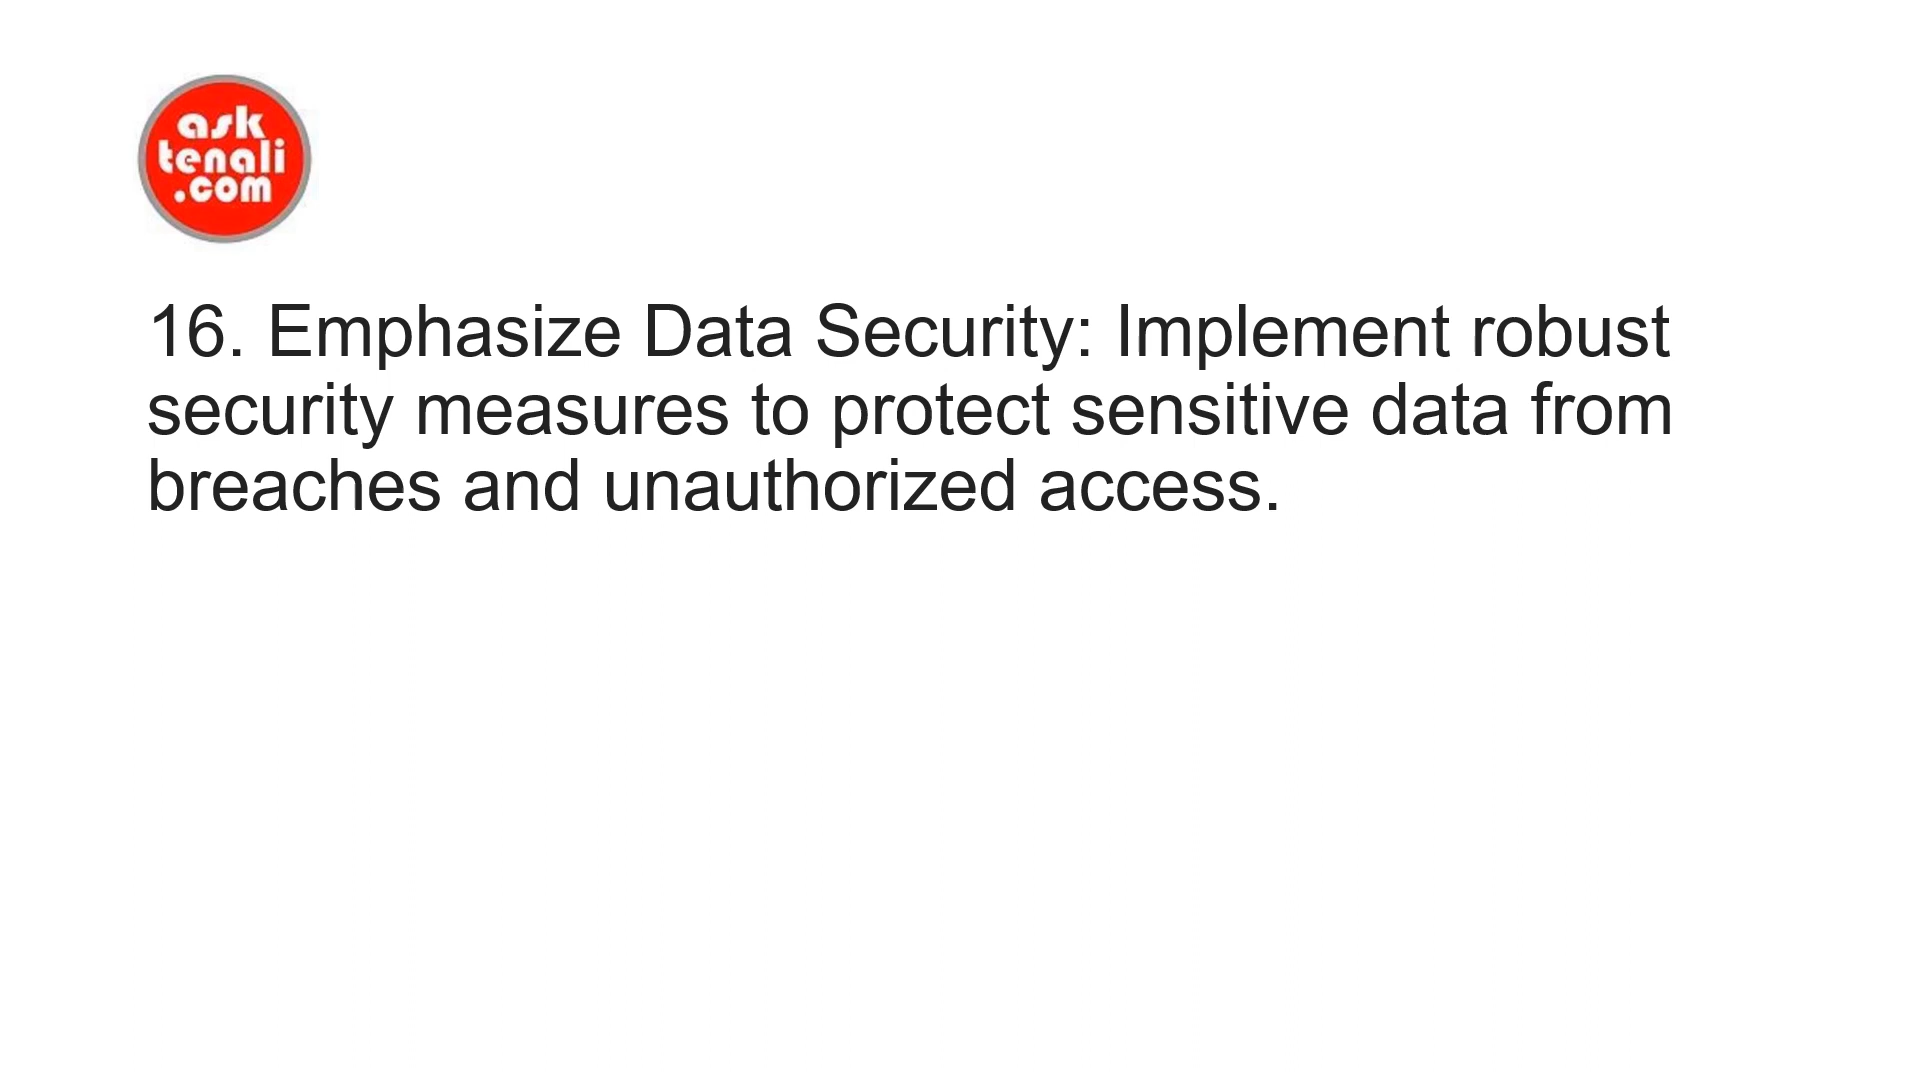 ask
tenali
.com
16. Emphasize Data Security: Implement robust
security measures to protect sensitive data from
breaches and unauthorized access.